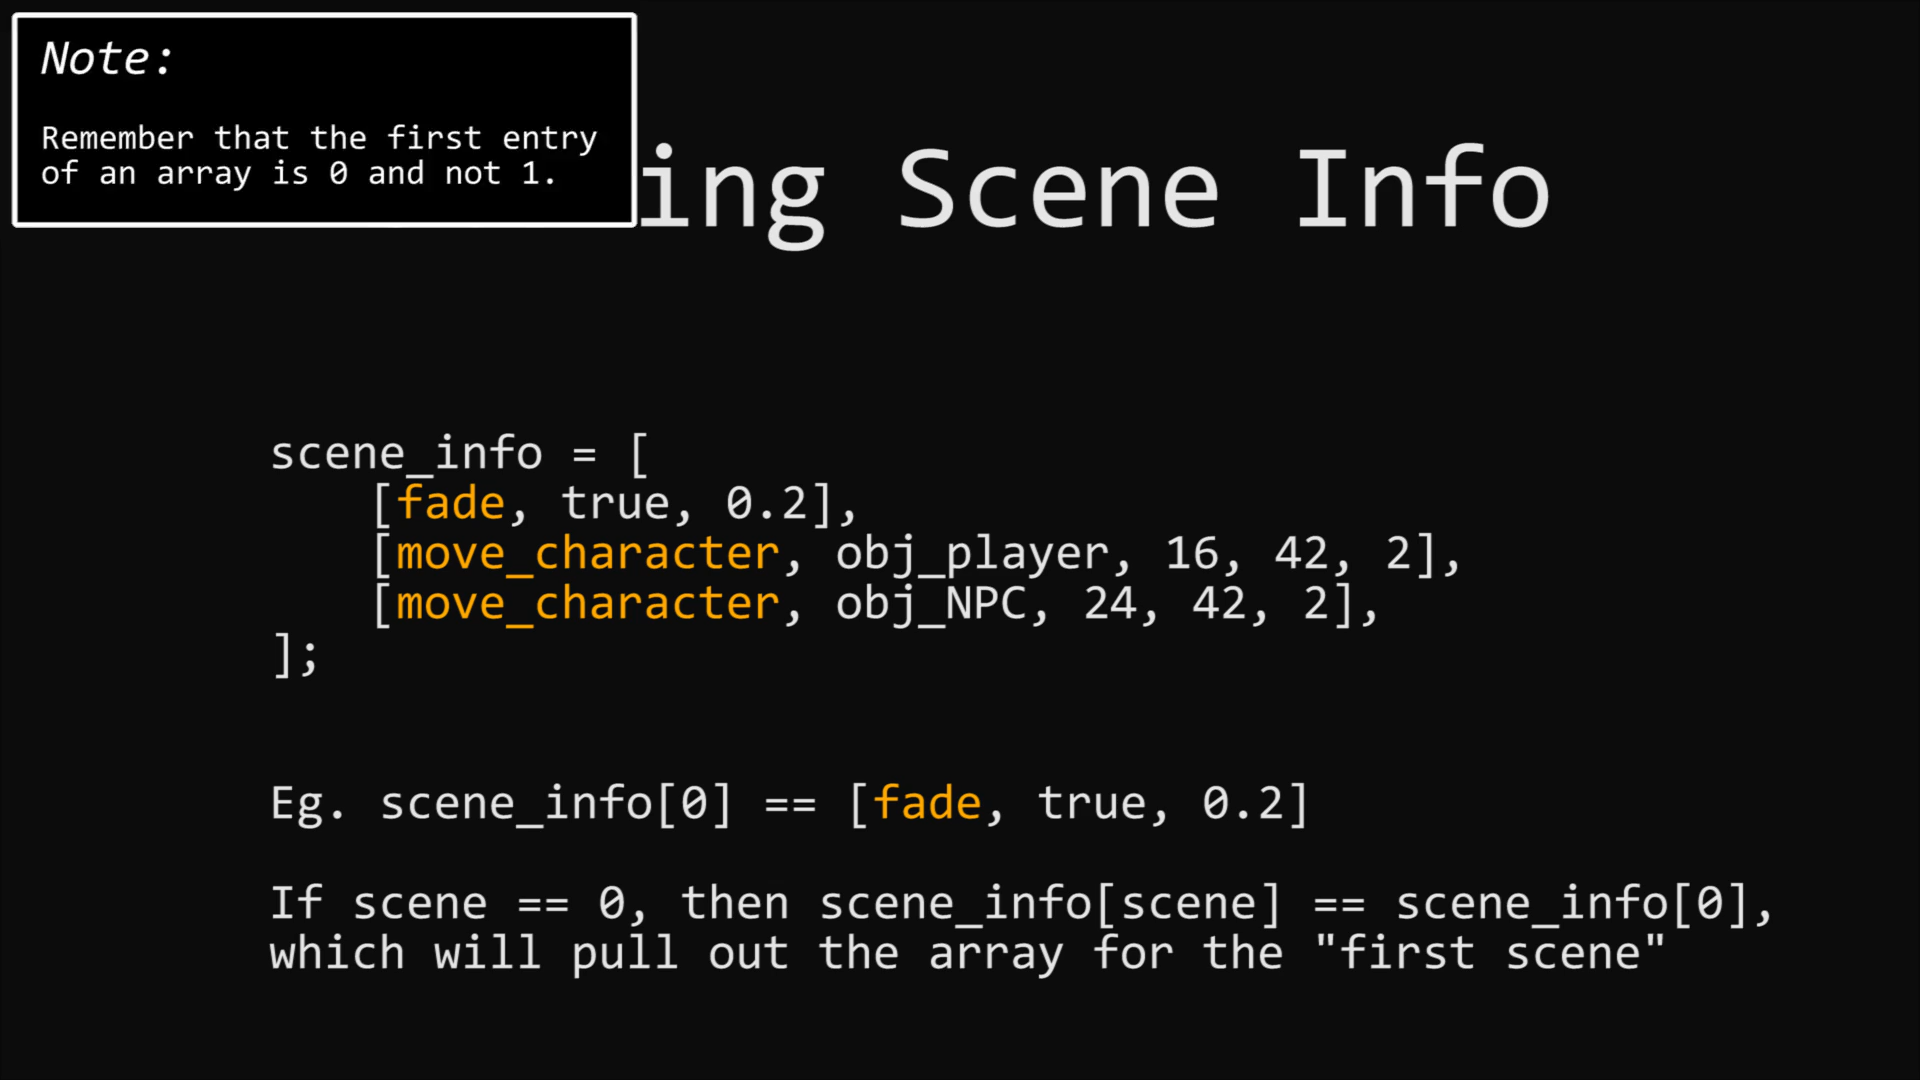 Note:
Remember that the first entry
of an array is 0 and not 1.
ing Scene Info
scene_info = [
[fade, true, 0.2],
[move_character, obj_player, 16, 42, 2],
[move_character, obj_NPC, 24, 42, 2],
];
Eg. scene_info[0] == [fade, true, 0.2]
If scene == 0, then scene_info[scene] == scene_info[0],
which will pull out the array for the "first scene"